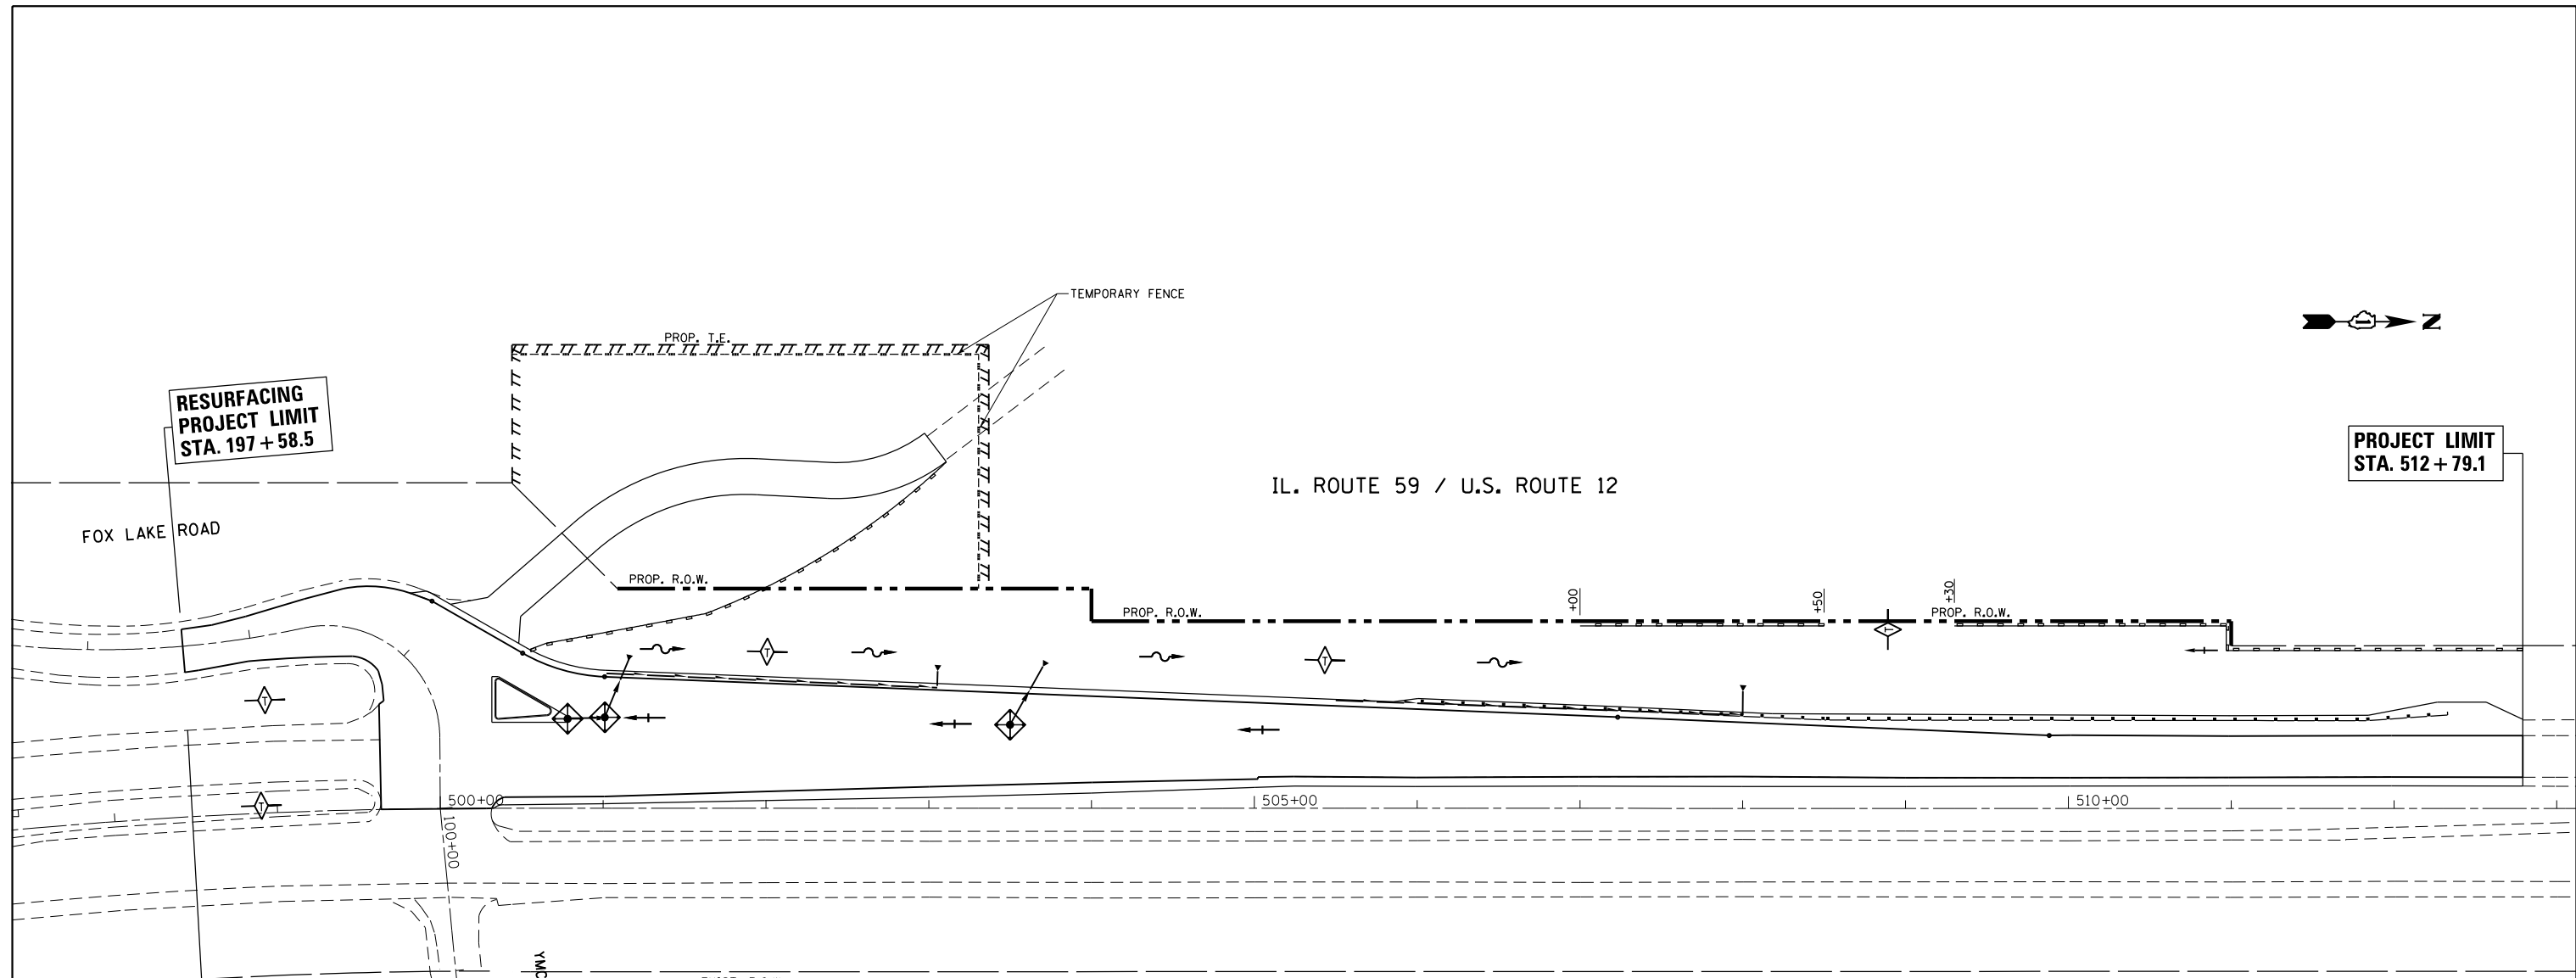 TEMPORARY FENCE
N
PROP. T.E.
RESURFACING
PROJECT LIMIT
STA. 197+58.5
PROJECT LIMIT
STA. 512+79.1
IL. ROUTE 59 / U.S. ROUTE 12
FOX LAKE ROAD
PROP. R.O.W.
PROP. R.O.W.
+00
+50
+30
PROP. R.O.W.
T
T
T
T
T
500+00
505+00
510+00
100+00